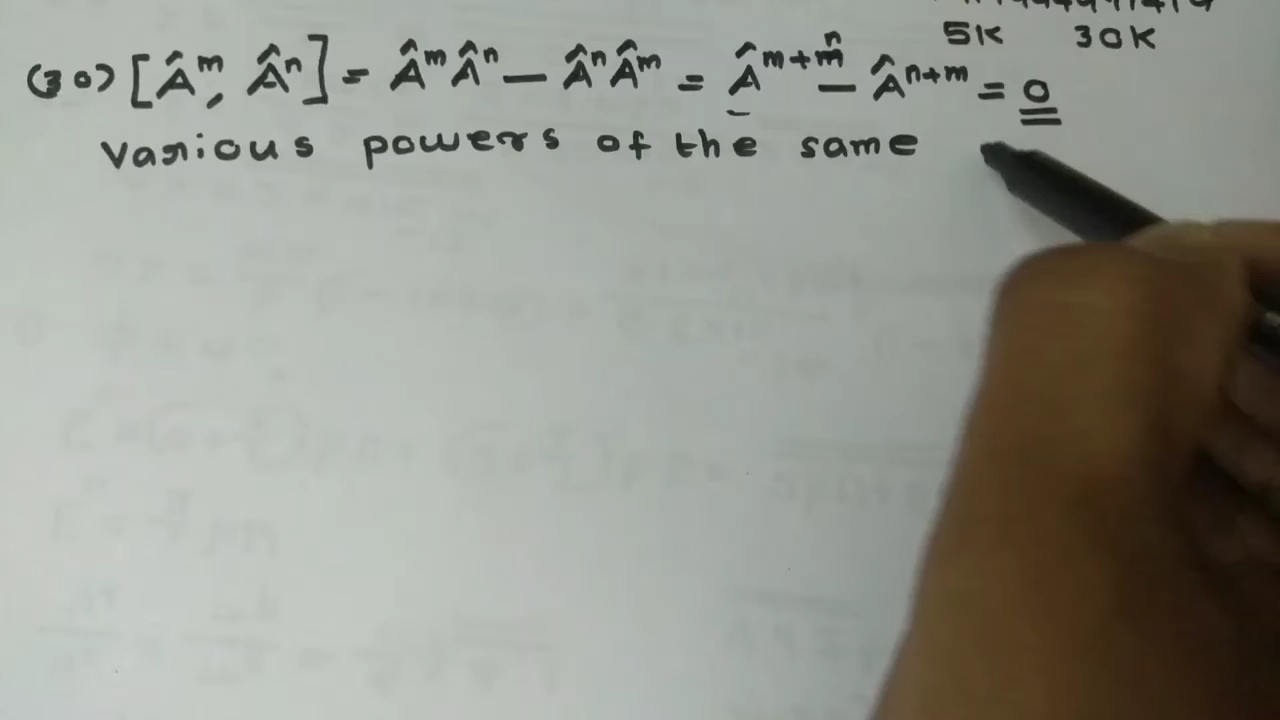 5K 30K
(30) [Â^m, Â^n] = Â^m Â^n - Â^n Â^m = Â^{m+n} - Â^{n+m} = 0
various powers of the same